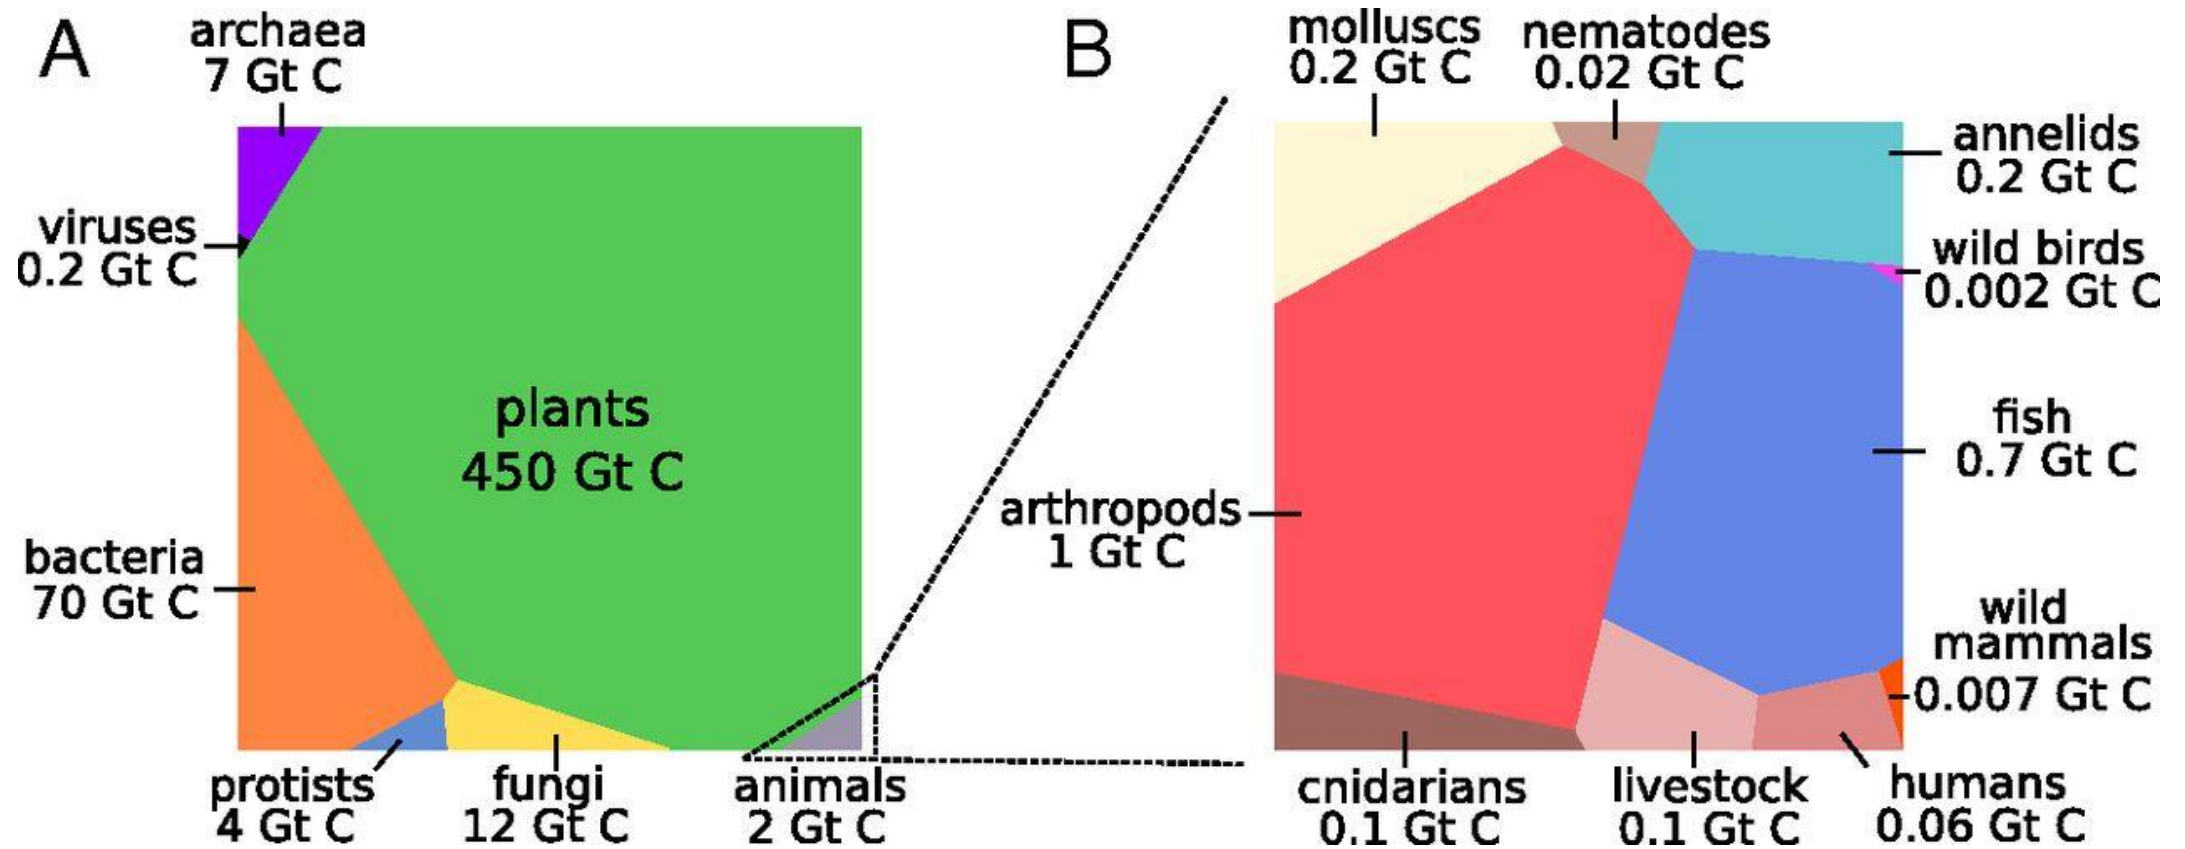 A
archaea
7 Gt C
viruses
0.2 Gt C
plants
450 Gt C
bacteria
70 Gt C
protists
4 Gt C
fungi
12 Gt C
animals
2 Gt C
B
molluscs
0.2 Gt C
nematodes
0.02 Gt C
annelids
0.2 Gt C
wild birds
0.002 Gt C
fish
0.7 Gt C
arthropods
1 Gt C
wild
mammals
0.007 Gt C
cnidarians
0.1 Gt C
livestock
0.1 Gt C
humans
0.06 Gt C